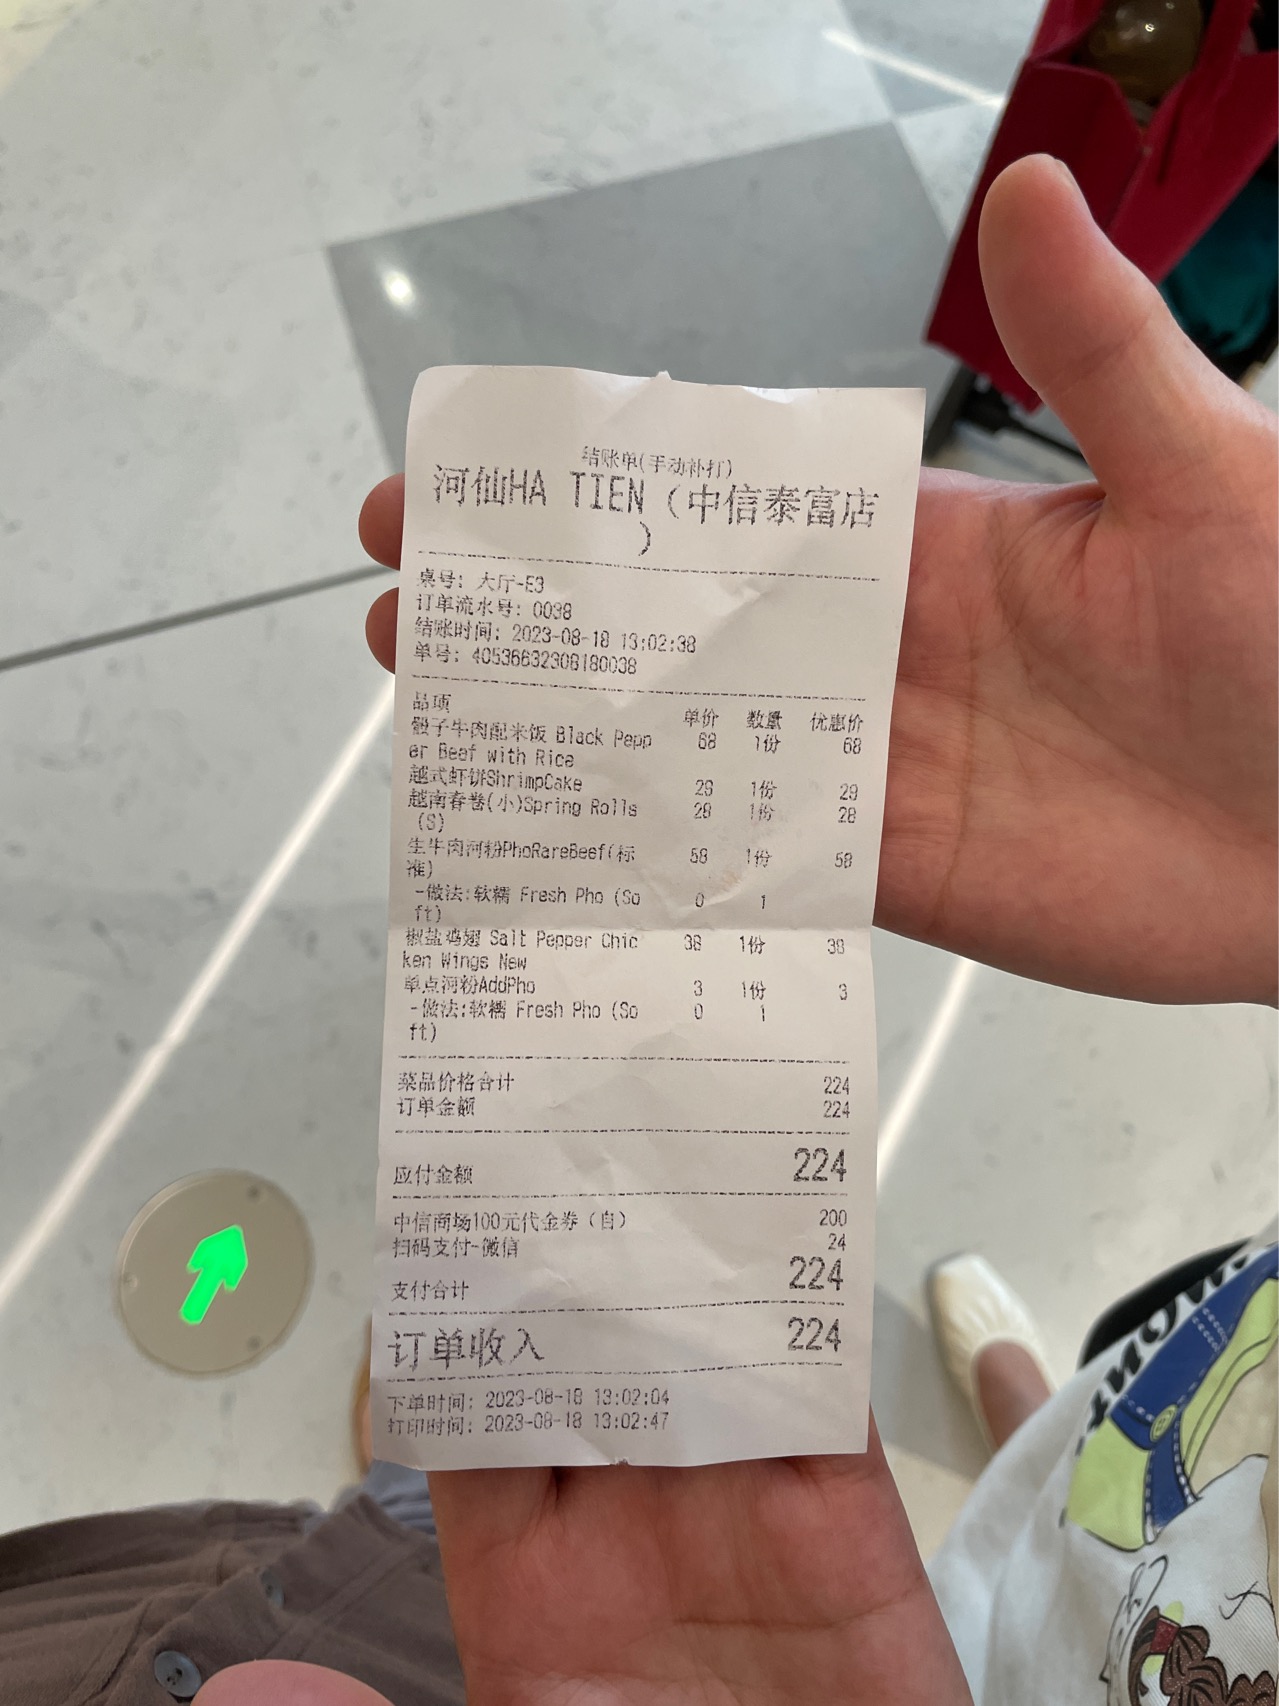 结账单(手动补打)
河仙HA TIEN（中信泰富店
）
桌号: 大厅-E3
订单流水号: 0038
结账时间: 2023-08-18 13:02:38
单号: 40536632308180038
品项 单价 数量 优惠价
骰子牛肉配米饭 Black Pepp 68 1份 68
er Beef with Rice
越式虾饼ShrimpCake 29 1份 29
越南春卷(小)Spring Rolls 28 1份 28
(S)
生牛肉河粉PhoRareBeef(标 58 1份 58
准)
-做法:软糯 Fresh Pho (So 0 1
ft)
椒盐鸡翅 Salt Pepper Chic 38 1份 38
ken Wings New
单点河粉AddPho 3 1份 3
-做法:软糯 Fresh Pho (So 0 1
ft)
菜品价格合计 224
订单金额 224
应付金额 224
中信商场100元代金券（自） 200
扫码支付-微信 24
支付合计 224
订单收入 224
下单时间: 2023-08-18 13:02:04
打印时间: 2023-08-18 13:02:47